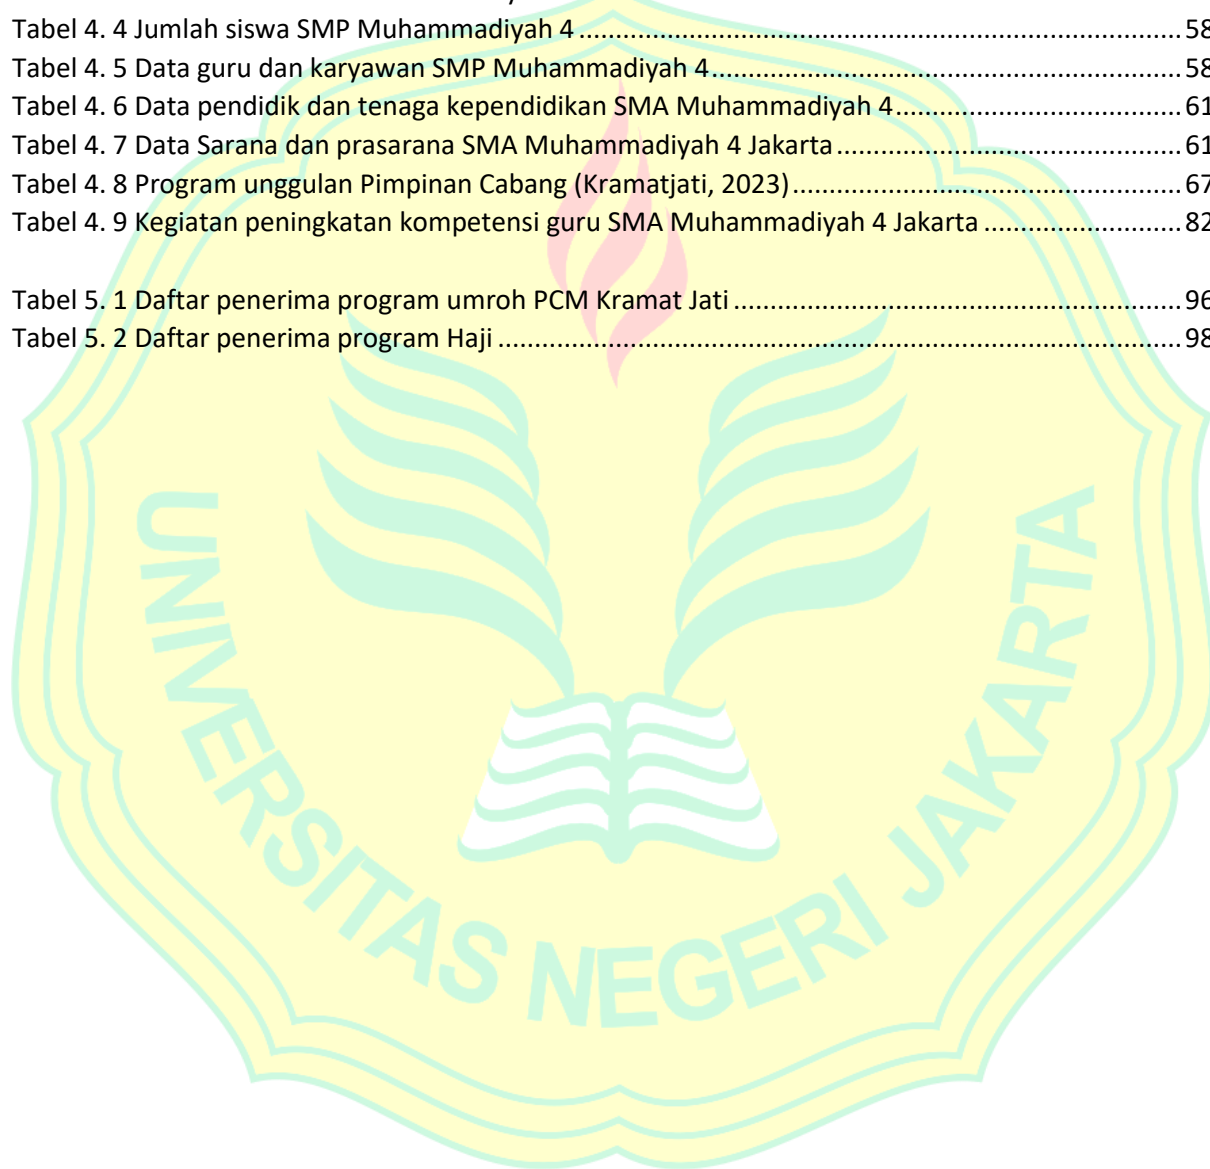 Tabel 4. 4 Jumlah siswa SMP Muhammadiyah 4 ........ 58
Tabel 4. 5 Data guru dan karyawan SMP Muhammadiyah 4 ........ 58
Tabel 4. 6 Data pendidik dan tenaga kependidikan SMA Muhammadiyah 4 ........ 61
Tabel 4. 7 Data Sarana dan prasarana SMA Muhammadiyah 4 Jakarta ........ 61
Tabel 4. 8 Program unggulan Pimpinan Cabang (Kramatjati, 2023) ........ 67
Tabel 4. 9 Kegiatan peningkatan kompetensi guru SMA Muhammadiyah 4 Jakarta ........ 82
Tabel 5. 1 Daftar penerima program umroh PCM Kramat Jati ........ 96
Tabel 5. 2 Daftar penerima program Haji ........ 98
UNIVERSITAS NEGERI JAKARTA